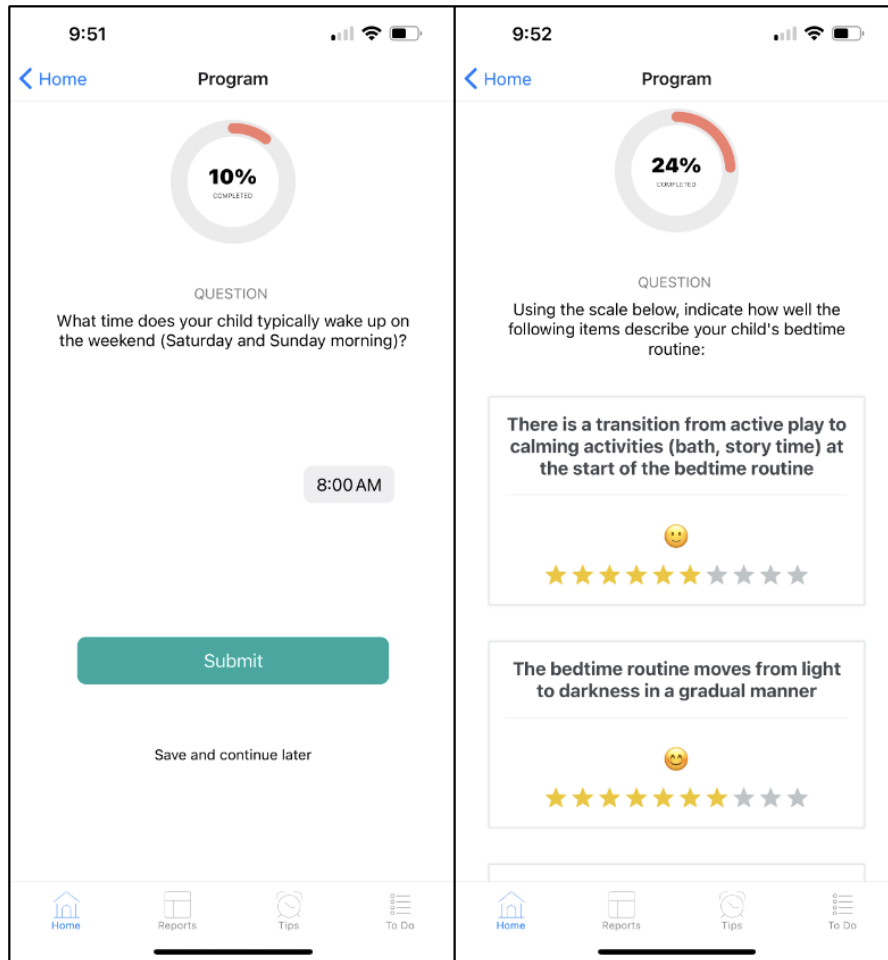 9:51
Home
Program
10%
COMPLETED
QUESTION
What time does your child typically wake up on
the weekend (Saturday and Sunday morning)?
8:00 AM
Submit
Save and continue later
Home
Reports
Tips
To Do
9:52
Home
Program
24%
COMPLETED
QUESTION
Using the scale below, indicate how well the
following items describe your child's bedtime
routine:
There is a transition from active play to
calming activities (bath, story time) at
the start of the bedtime routine
The bedtime routine moves from light
to darkness in a gradual manner
Home
Reports
Tips
To Do